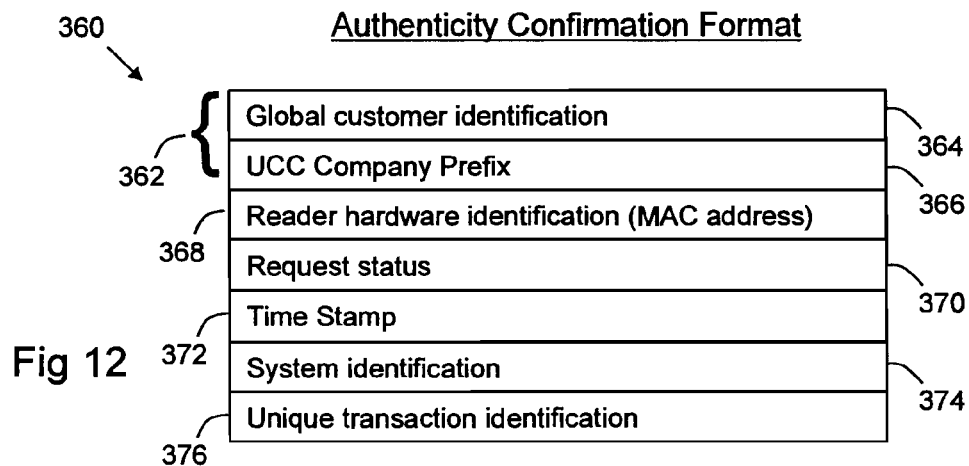 360
Authenticity Confirmation Format
Global customer identification
364
362
UCC Company Prefix
366
Reader hardware identification (MAC address)
368
Request status
370
Time Stamp
372
Fig 12
System identification
374
Unique transaction identification
376